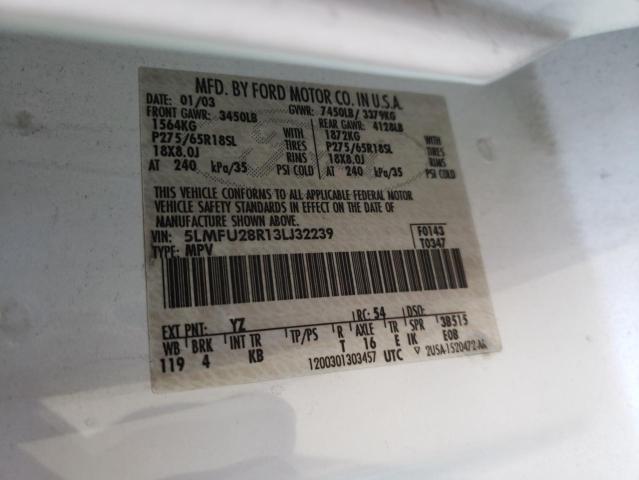 MFD. BY FORD MOTOR CO. IN U.S.A.
DATE: 01/03 GVWR: 7450LB/ 3379KG
FRONT GAWR: 3450LB REAR GAWR: 4128LB
1564KG WITH 1872KG WITH
P275/65R18SL TIRES P275/65R18SL TIRES
18X8.0J RIMS 18X8.0J RIMS
AT 240 kPa/35 PSI COLD AT 240 kPa/35 PSI COLD
THIS VEHICLE CONFORMS TO ALL APPLICABLE FEDERAL MOTOR
VEHICLE SAFETY STANDARDS IN EFFECT ON THE DATE OF
MANUFACTURE SHOWN ABOVE.
VIN: 5LMFU28R13LJ32239 F0143
TYPE: MPV T0347
EXT PNT: YZ RC: 54 DSO:
WB BRK INT TR TP/PS R AXLE TR SPR 3B515
119 4 KB T 16 E IK E0B
1200301303457 UTC ▽ 2USA-1520472-AA